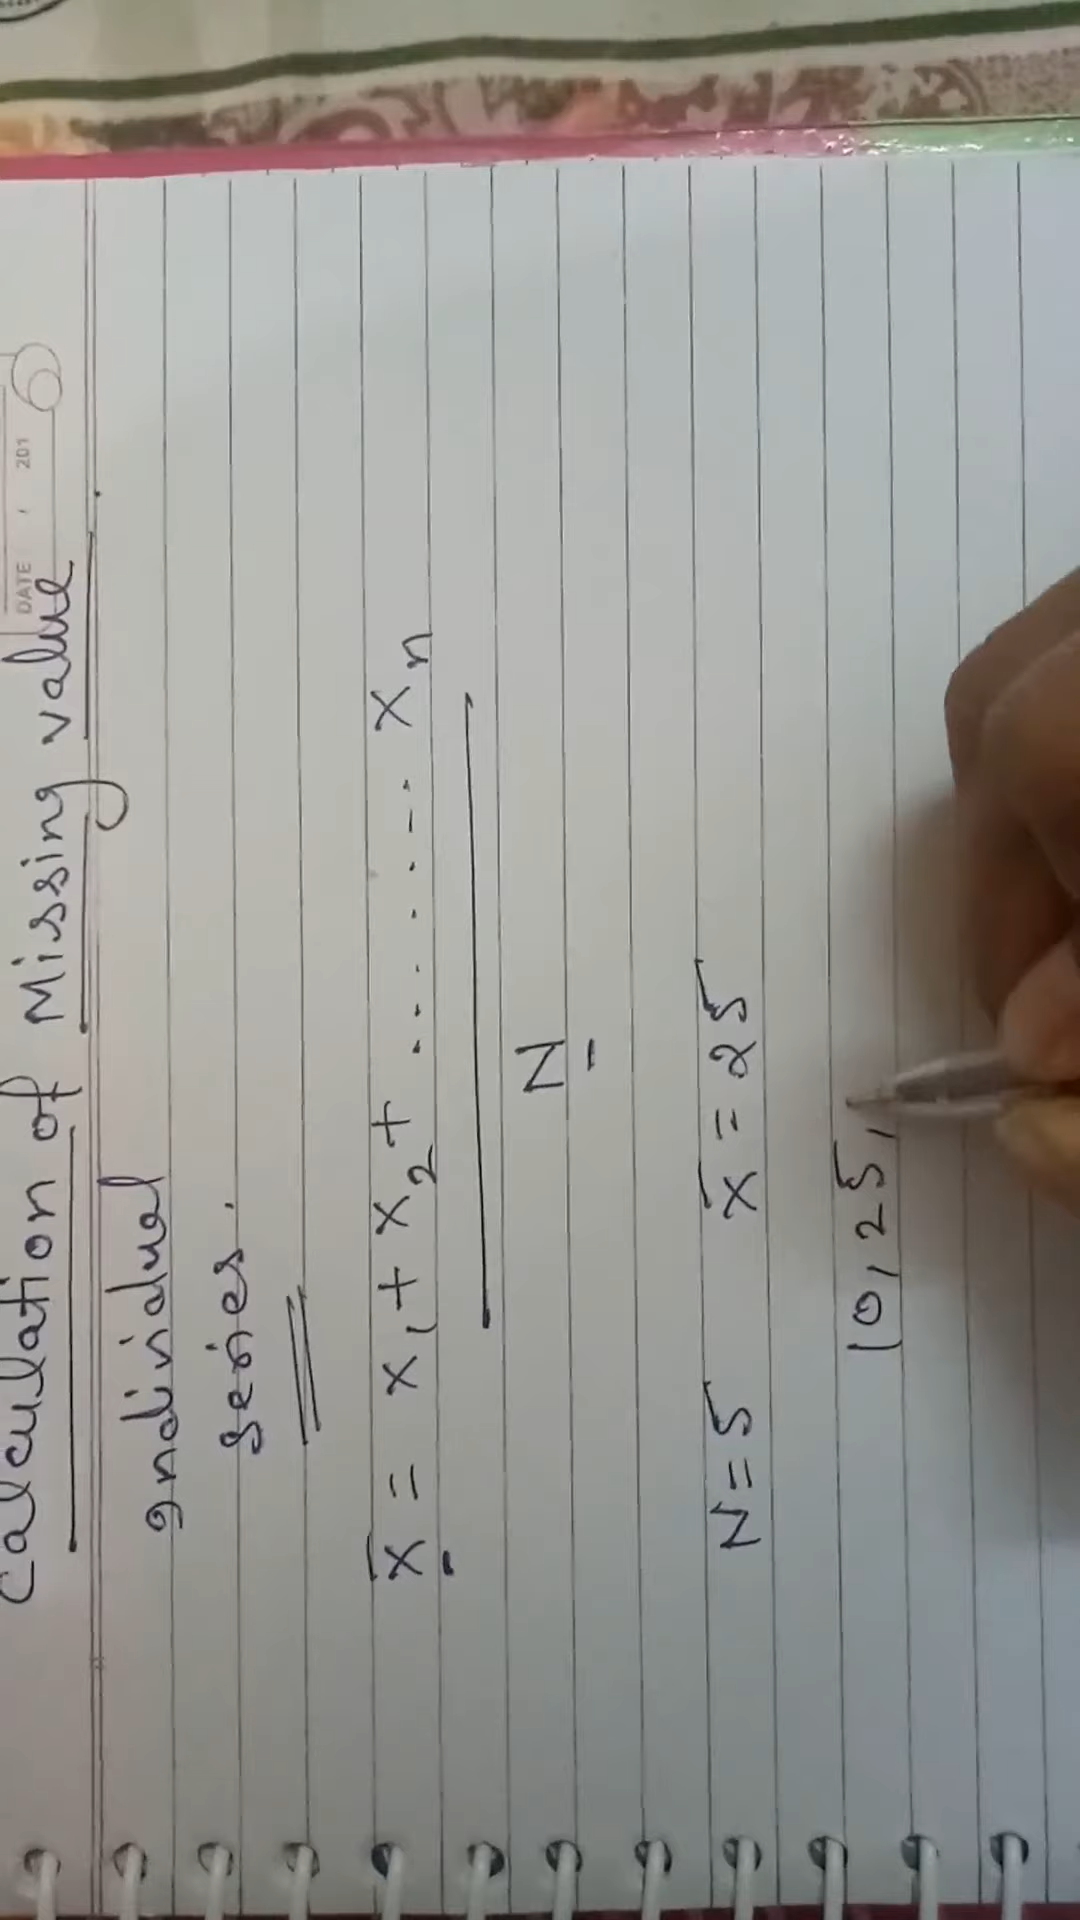 DATE / 201
Calculation of Missing value
Individual
series.
x̄ = x₁ + x₂ + ........ xₙ
N
N = 5 x̄ = 25
10, 25,